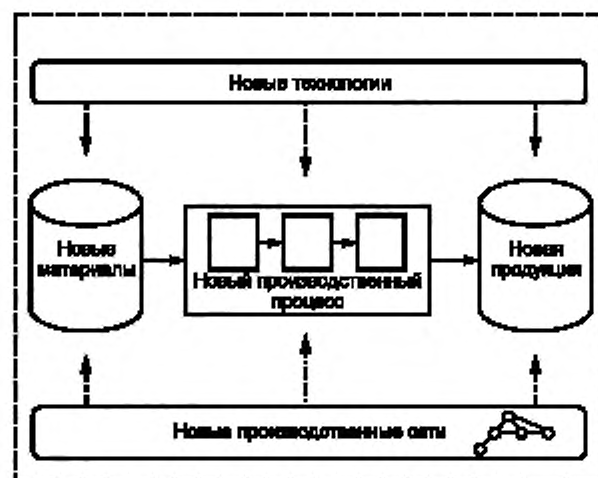 Новые технологии
Новые
материалы
Новый производственный
процесс
Новая
продукция
Новые производственные сети